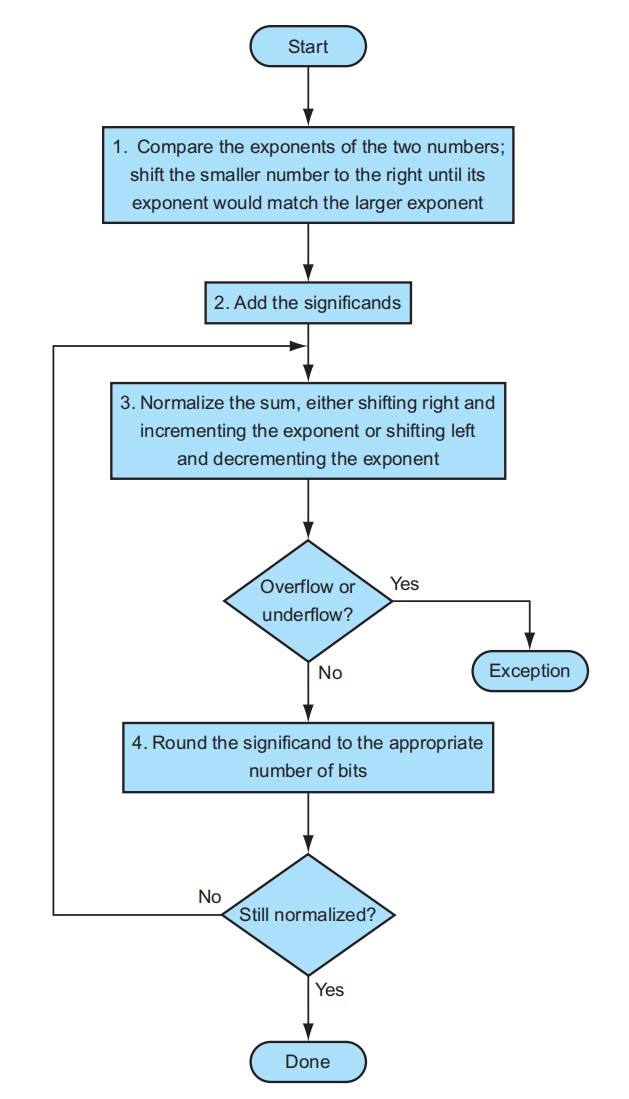 Start
1. Compare the exponents of the two numbers;
shift the smaller number to the right until its
exponent would match the larger exponent
2. Add the significands
3. Normalize the sum, either shifting right and
incrementing the exponent or shifting left
and decrementing the exponent
Overflow or
underflow?
Yes
Exception
No
4. Round the significand to the appropriate
number of bits
No
Still normalized?
Yes
Done